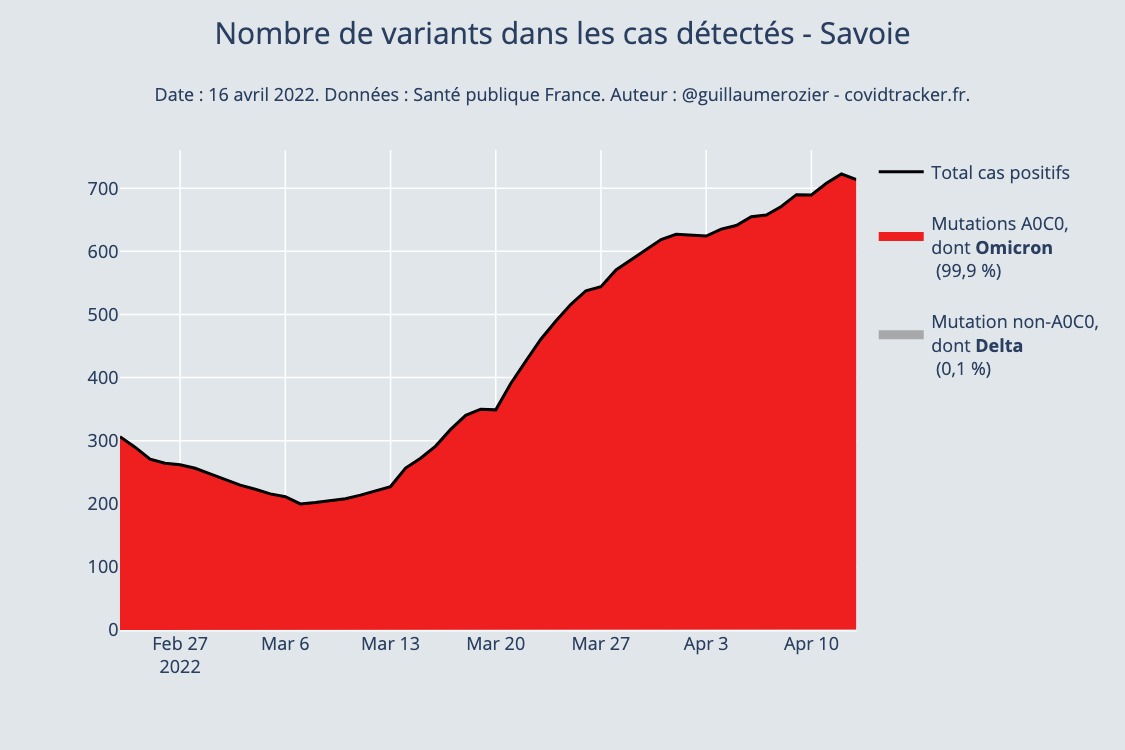 Nombre de variants dans les cas détectés - Savoie
Date : 16 avril 2022. Données : Santé publique France. Auteur : @guillaumerozier - covidtracker.fr.
700
600
500
400
300
200
100
0
Feb 27
2022
Mar 6
Mar 13
Mar 20
Mar 27
Apr 3
Apr 10
Total cas positifs
Mutations A0C0,
dont Omicron
(99,9 %)
Mutation non-A0C0,
dont Delta
(0,1 %)